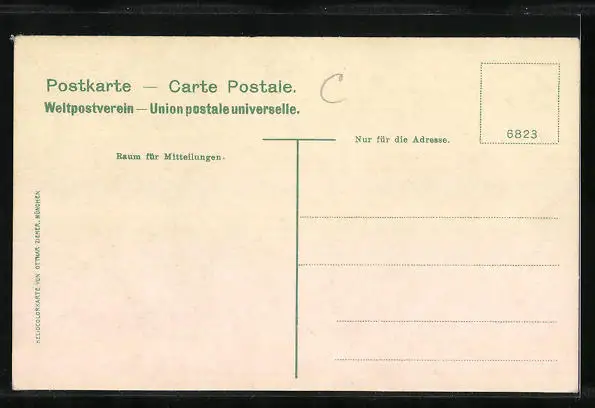 Postkarte — Carte Postale.
Weltpostverein — Union postale universelle.
C
Nur für die Adresse.
6823
Raum für Mitteilungen.
HELIOCOLORKARTE VON OTTMAR ZIEHER, MÜNCHEN